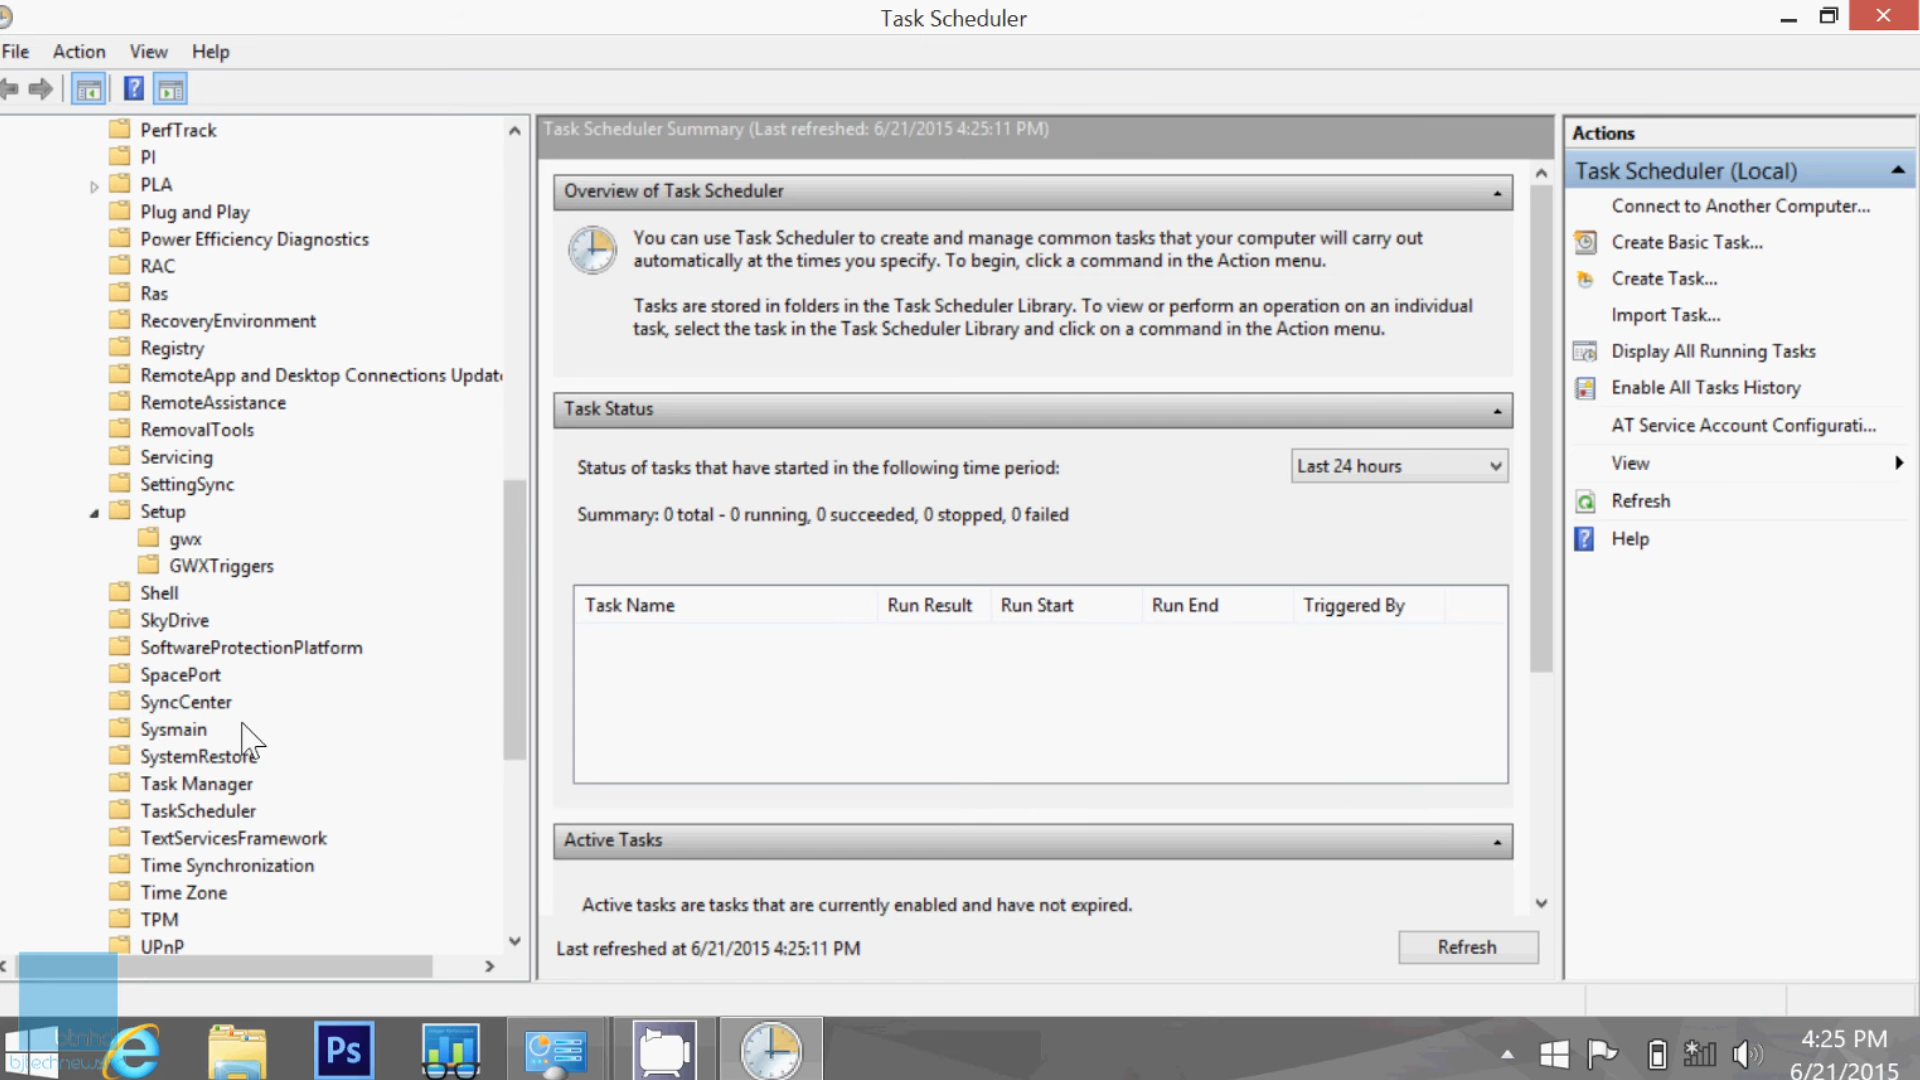 Task Scheduler
File Action View Help
PerfTrack
PI
PLA
Plug and Play
Power Efficiency Diagnostics
RAC
Ras
RecoveryEnvironment
Registry
RemoteApp and Desktop Connections Updat
RemoteAssistance
RemovalTools
Servicing
SettingSync
Setup
gwx
GWXTriggers
Shell
SkyDrive
SoftwareProtectionPlatform
SpacePort
SyncCenter
Sysmain
SystemRestore
Task Manager
TaskScheduler
TextServicesFramework
Time Synchronization
Time Zone
TPM
UPnP
Task Scheduler Summary (Last refreshed: 6/21/2015 4:25:11 PM)
Overview of Task Scheduler
You can use Task Scheduler to create and manage common tasks that your computer will carry out
automatically at the times you specify. To begin, click a command in the Action menu.
Tasks are stored in folders in the Task Scheduler Library. To view or perform an operation on an individual
task, select the task in the Task Scheduler Library and click on a command in the Action menu.
Task Status
Status of tasks that have started in the following time period:
Last 24 hours
Summary: 0 total - 0 running, 0 succeeded, 0 stopped, 0 failed
Task Name Run Result Run Start Run End Triggered By
Active Tasks
Active tasks are tasks that are currently enabled and have not expired.
Last refreshed at 6/21/2015 4:25:11 PM
Refresh
Actions
Task Scheduler (Local)
Connect to Another Computer...
Create Basic Task...
Create Task...
Import Task...
Display All Running Tasks
Enable All Tasks History
AT Service Account Configurati...
View
Refresh
Help
Ps
4:25 PM
6/21/2015